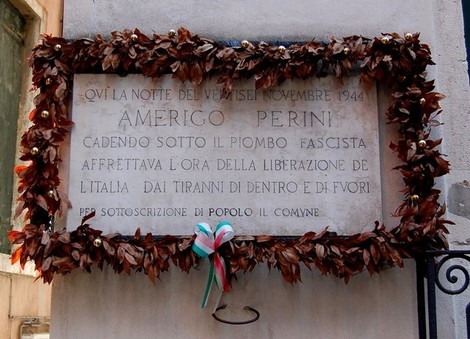 QVI LA NOTTE DEL VENTISEI NOVEMBRE 1944
AMERIGO PERINI
CADENDO SOTTO IL PIOMBO FASCISTA
AFFRETTAVA L'ORA DELLA LIBERAZIONE DE
L'ITALIA DAI TIRANNI DI DENTRO E DI FVORI
PER SOTTOSCRIZIONE DI POPOLO IL COMVNE